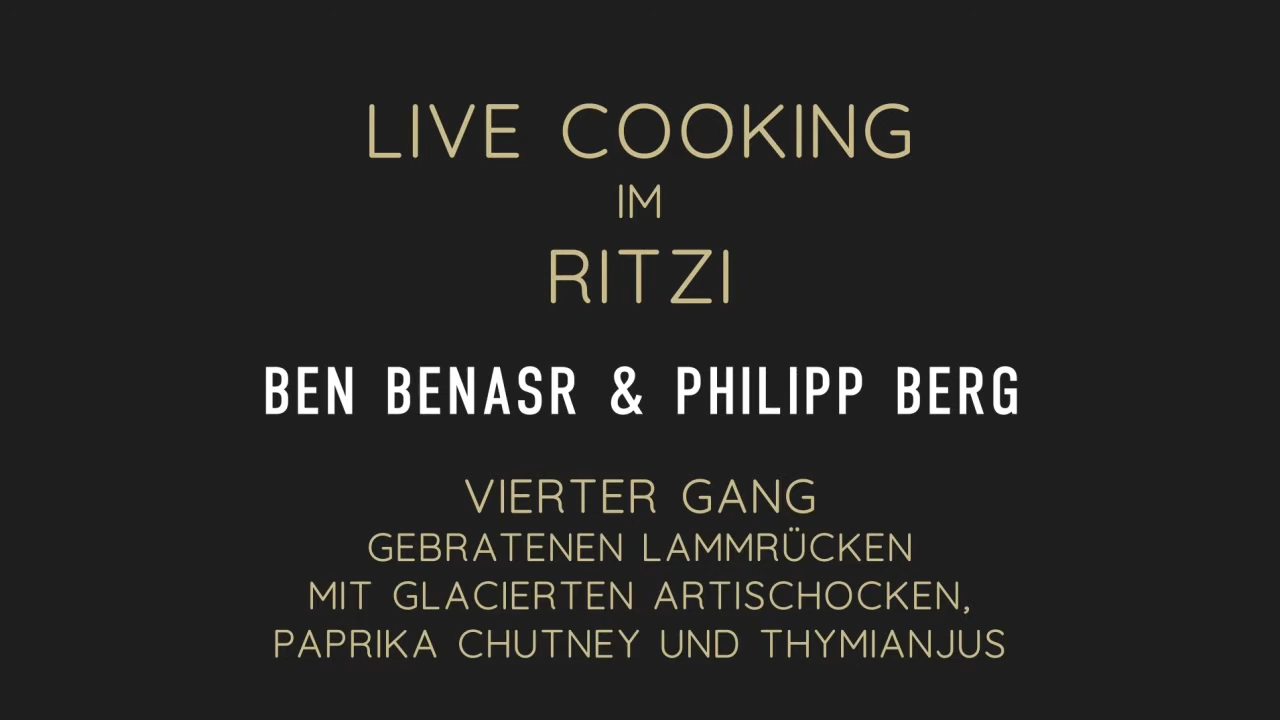 LIVE COOKING
IM
RITZI
BEN BENASR & PHILIPP BERG
VIERTER GANG
GEBRATENEN LAMMRÜCKEN
MIT GLACIERTEN ARTISCHOCKEN,
PAPRIKA CHUTNEY UND THYMIANJUS